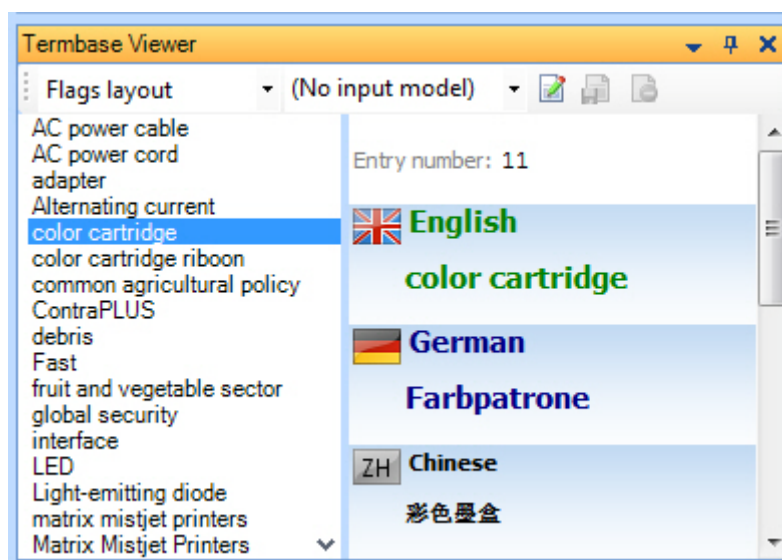 Termbase Viewer
Flags layout
(No input model)
AC power cable
AC power cord
adapter
Alternating current
color cartridge
color cartridge riboon
common agricultural policy
ContraPLUS
debris
Fast
fruit and vegetable sector
global security
interface
LED
Light-emitting diode
matrix mistjet printers
Matrix Mistjet Printers
Entry number: 11
English
color cartridge
German
Farbpatrone
ZH Chinese
彩色墨盒